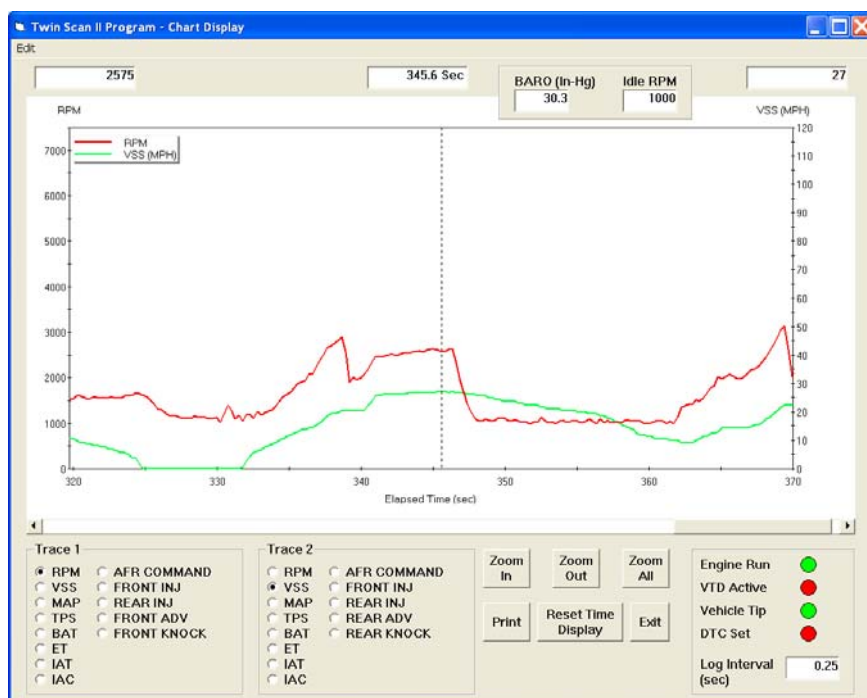 Twin Scan II Program - Chart Display
Edit
2575
345.6 Sec
BARO (In-Hg)
30.3
Idle RPM
1000
27
RPM
VSS (MPH)
RPM
VSS (MPH)
7000
6000
5000
4000
3000
2000
1000
0
120
110
100
90
80
70
60
50
40
30
20
10
0
320
330
340
350
360
370
Elapsed Time (sec)
Trace 1
RPM
VSS
MAP
TPS
BAT
ET
IAT
IAC
AFR COMMAND
FRONT INJ
REAR INJ
FRONT ADV
FRONT KNOCK
Trace 2
RPM
VSS
MAP
TPS
BAT
ET
IAT
IAC
AFR COMMAND
FRONT INJ
REAR INJ
REAR ADV
REAR KNOCK
Zoom
In
Zoom
Out
Zoom
All
Print
Reset Time
Display
Exit
Engine Run
VTD Active
Vehicle Tip
DTC Set
Log Interval
(sec)
0.25